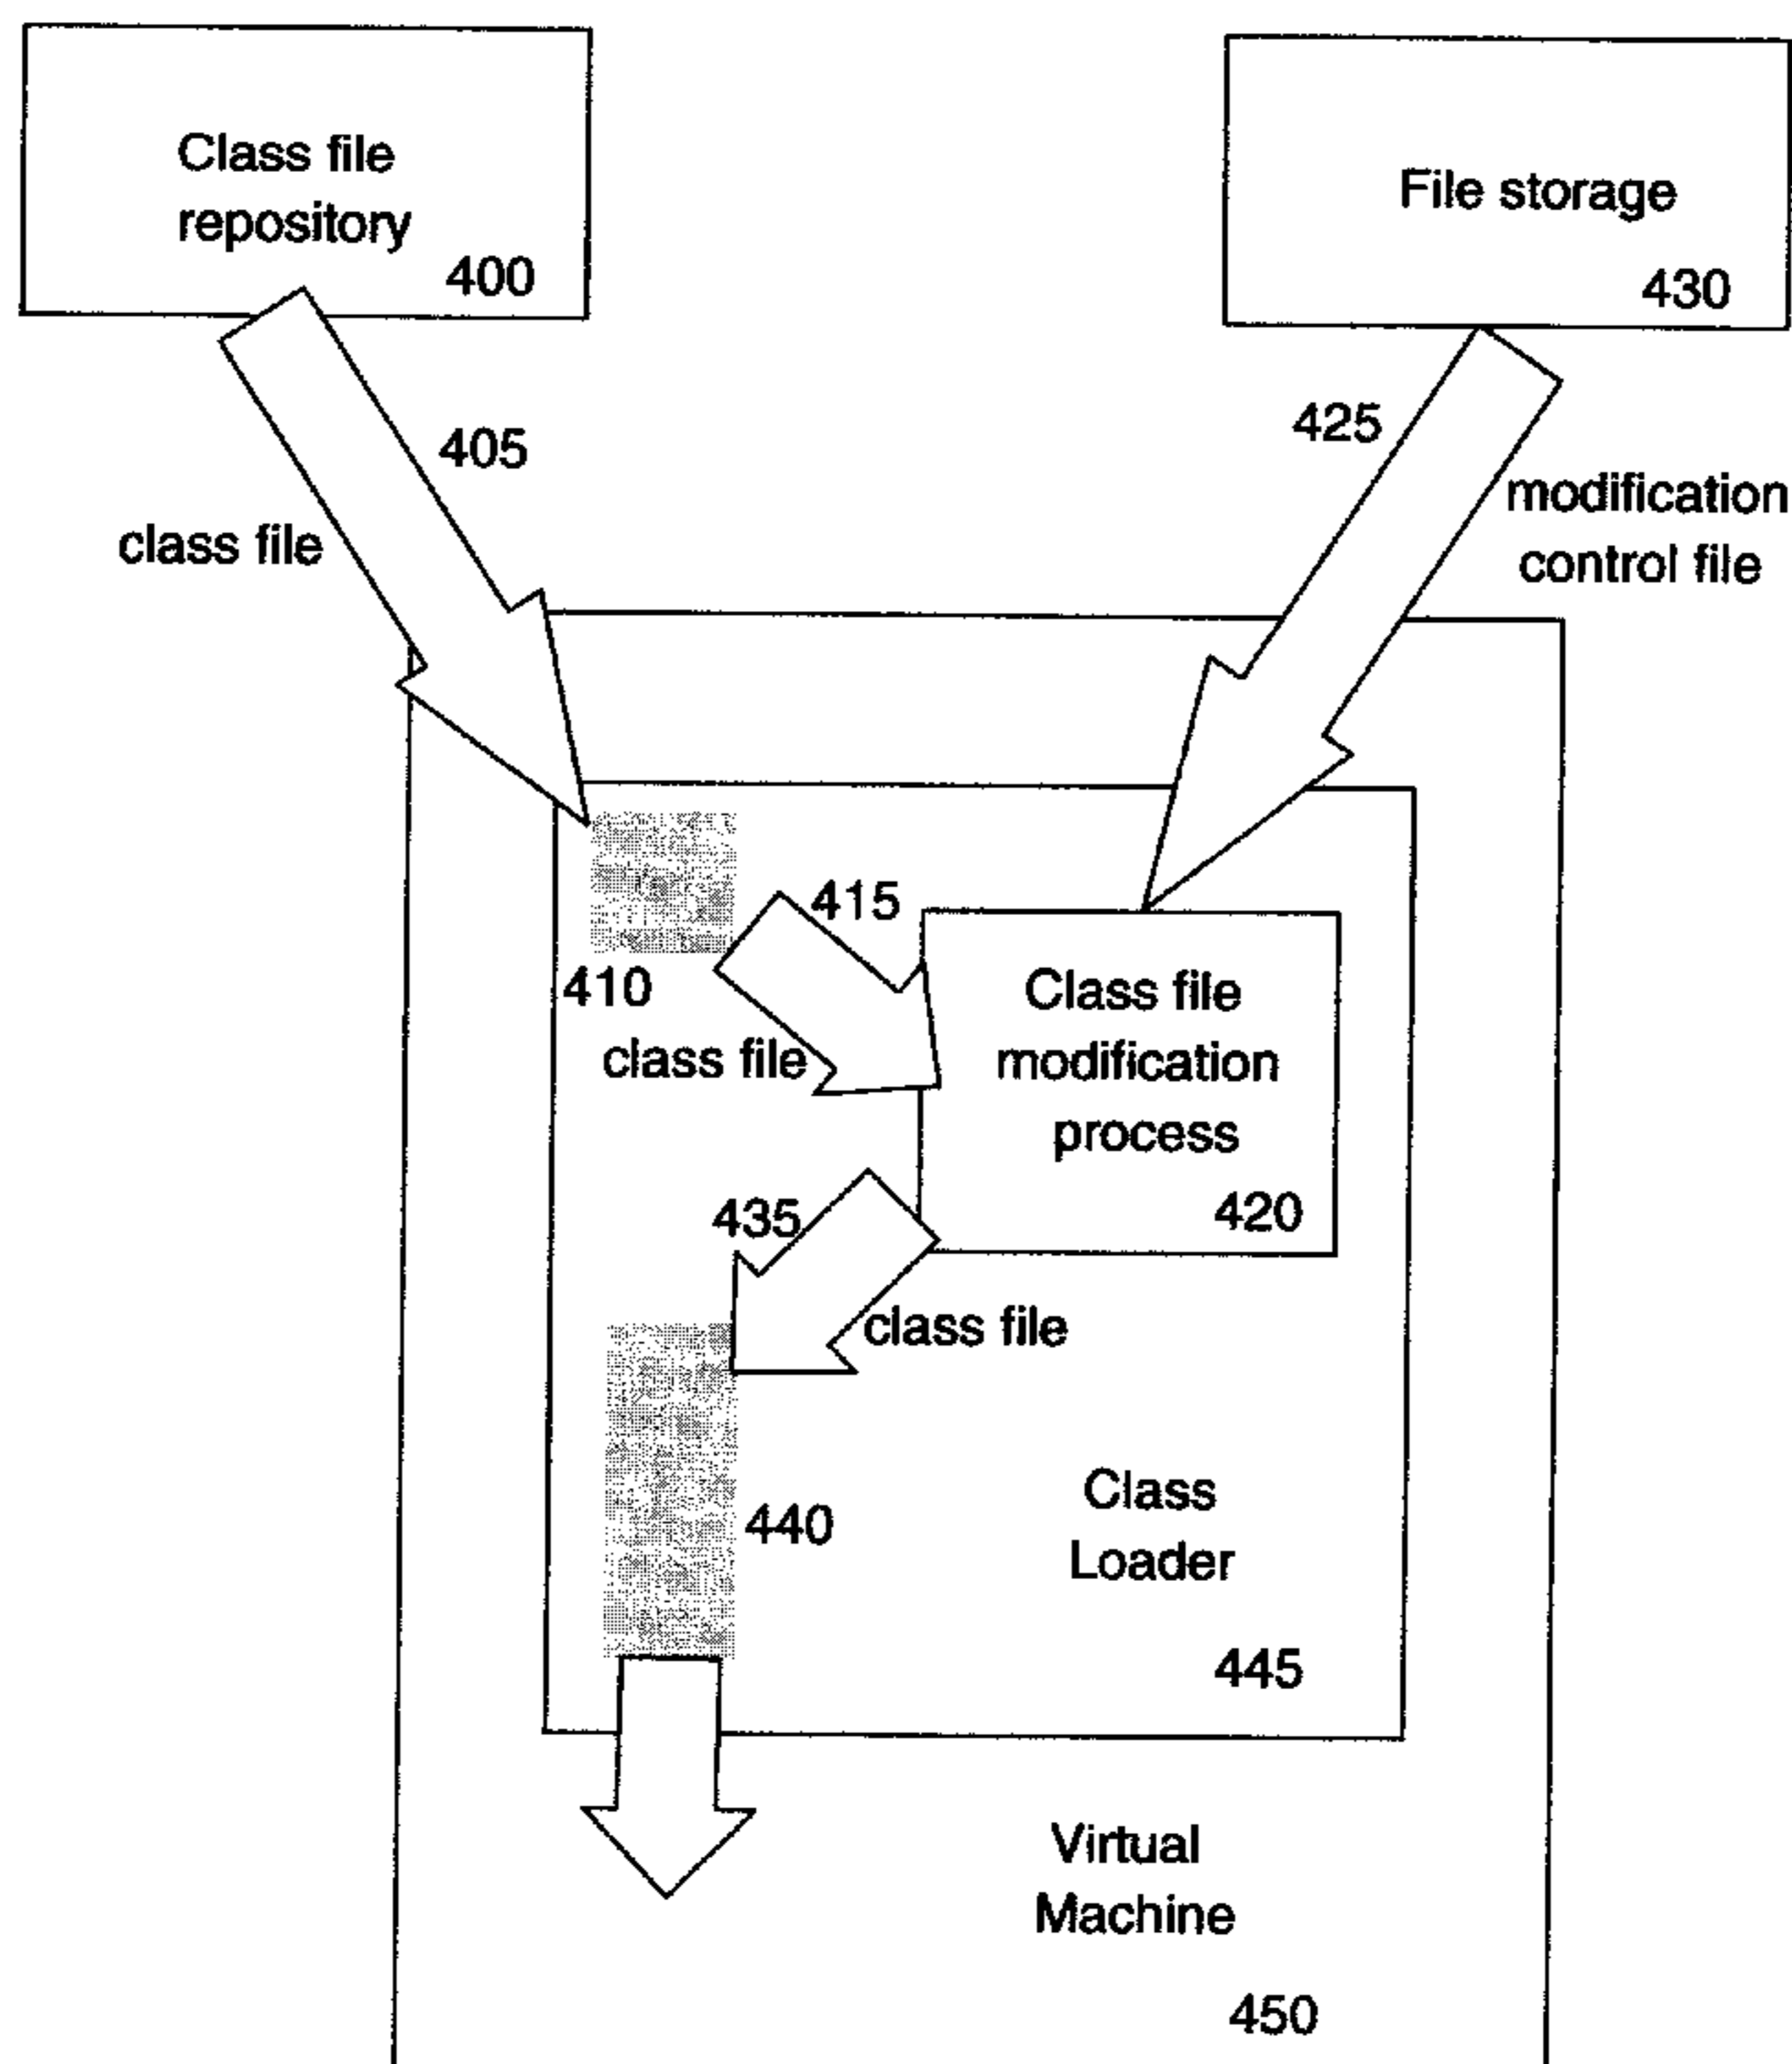 Class file
repository
400
File storage
430
405
425
class file
modification
control file
415
410
class file
Class file
modification
process
420
435
class file
440
Class
Loader
445
Virtual
Machine
450